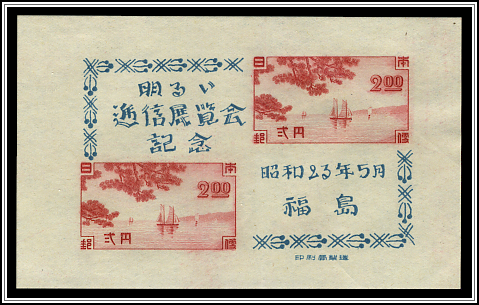 明るい
遞信展覧会
記念
日本
2.00
弐円
郵便
日本
2.00
弐円
郵便
昭和23年5月
福島
印刷局製造